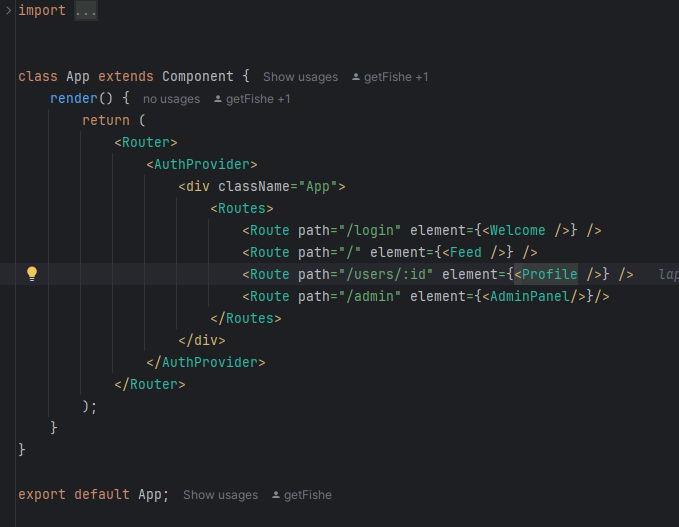 import ...
class App extends Component { Show usages getFishe +1
render() { no usages getFishe +1
return (
<Router>
<AuthProvider>
<div className="App">
<Routes>
<Route path="/login" element={<Welcome />} />
<Route path="/" element={<Feed />} />
<Route path="/users/:id" element={<Profile />} /> lap
<Route path="/admin" element={<AdminPanel/>}/>
</Routes>
</div>
</AuthProvider>
</Router>
);
}
}
export default App; Show usages getFishe